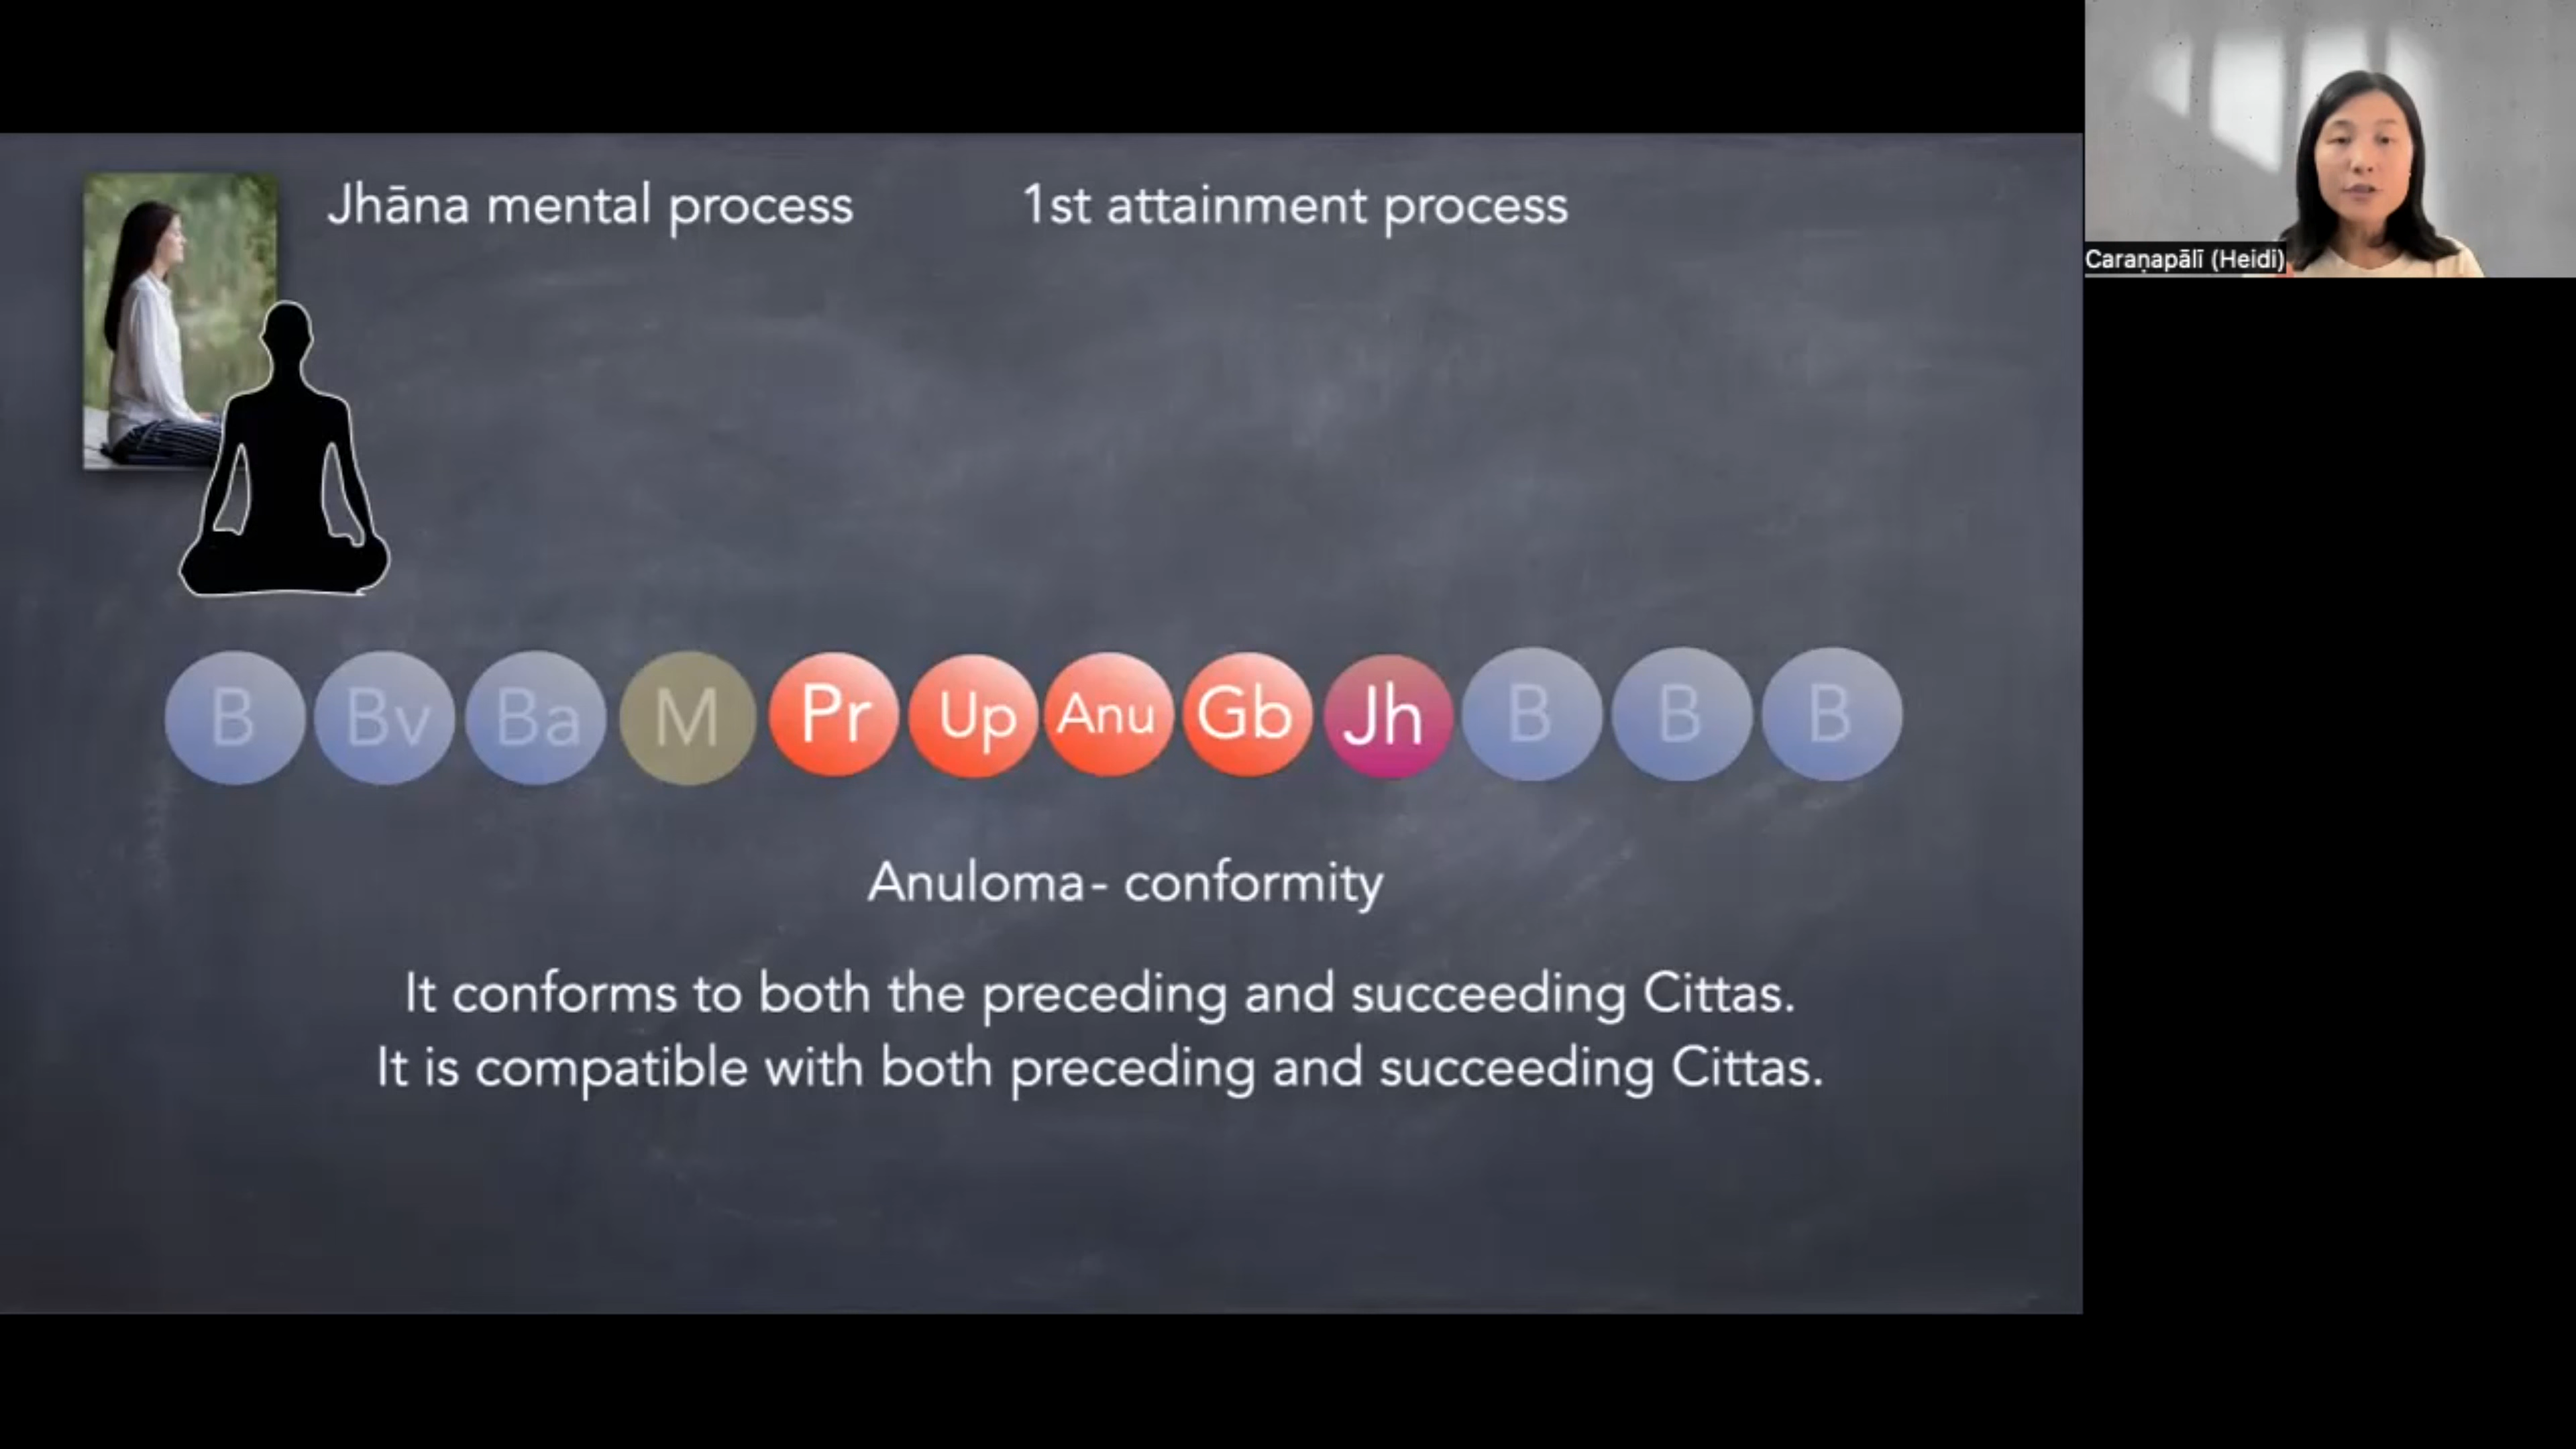 Jhāna mental process 1st attainment process
Caraṇapālī (Heidi)
B Bv Ba M Pr Up Anu Gb Jh B B B
Anuloma- conformity
It conforms to both the preceding and succeeding Cittas.
It is compatible with both preceding and succeeding Cittas.